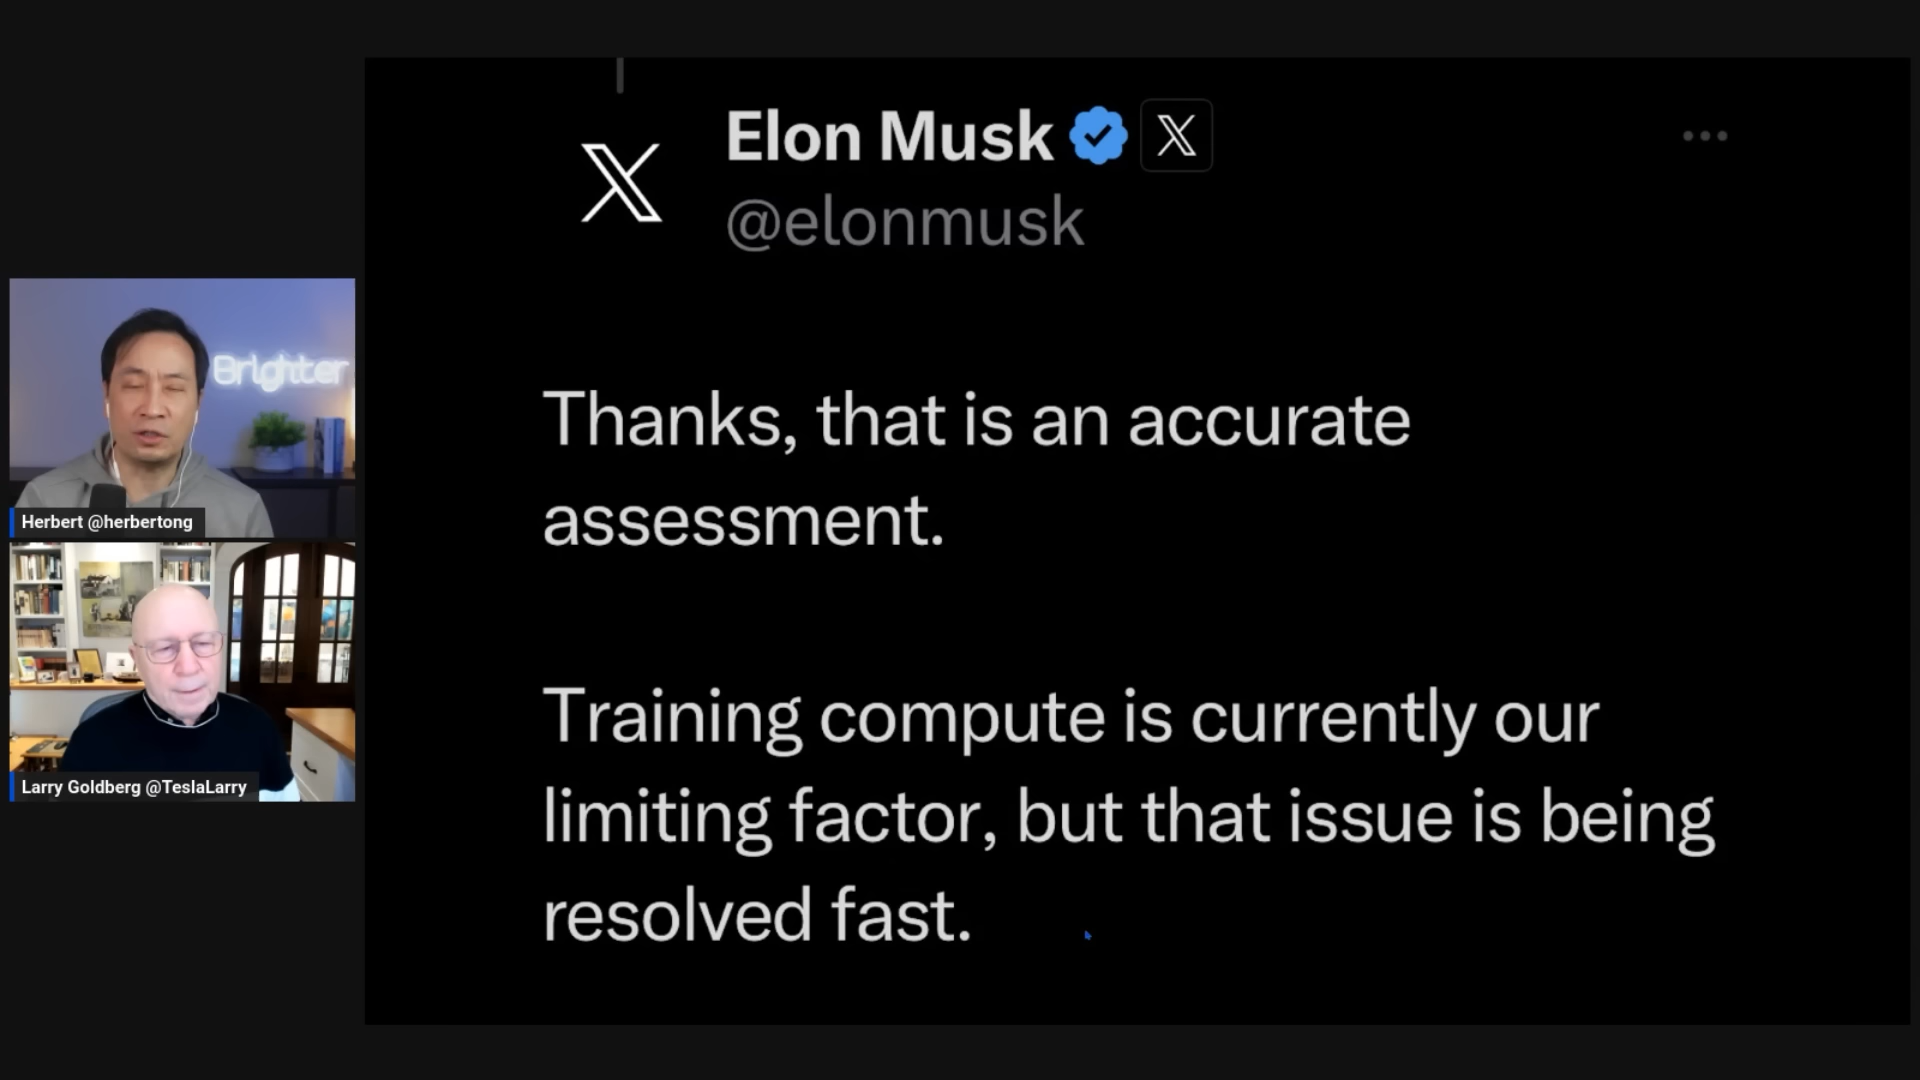 Elon Musk
@elonmusk
Thanks, that is an accurate
assessment.
Training compute is currently our
limiting factor, but that issue is being
resolved fast.
Brighter
Herbert @herbertong
Larry Goldberg @TeslaLarry